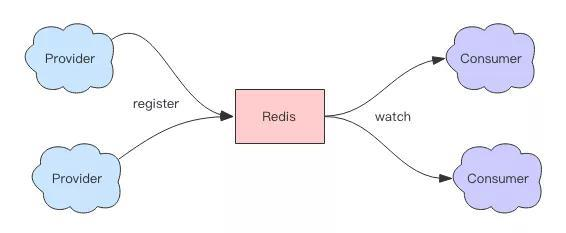 Provider
Consumer
register
Redis
watch
Provider
Consumer